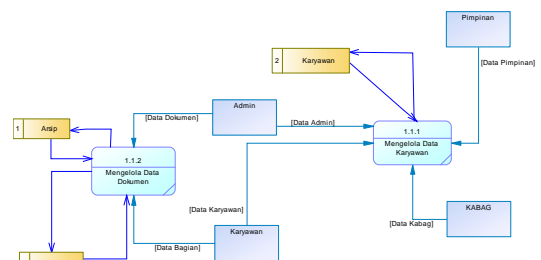 Pimpinan
2 Karyawan
[Data Pimpinan]
Admin
[Data Dokumen]
[Data Admin]
1 Arsip
1.1.1
Mengelola Data
Karyawan
1.1.2
Mengelola Data
Dokumen
[Data Karyawan]
KABAG
[Data Kabag]
Karyawan
[Data Bagian]